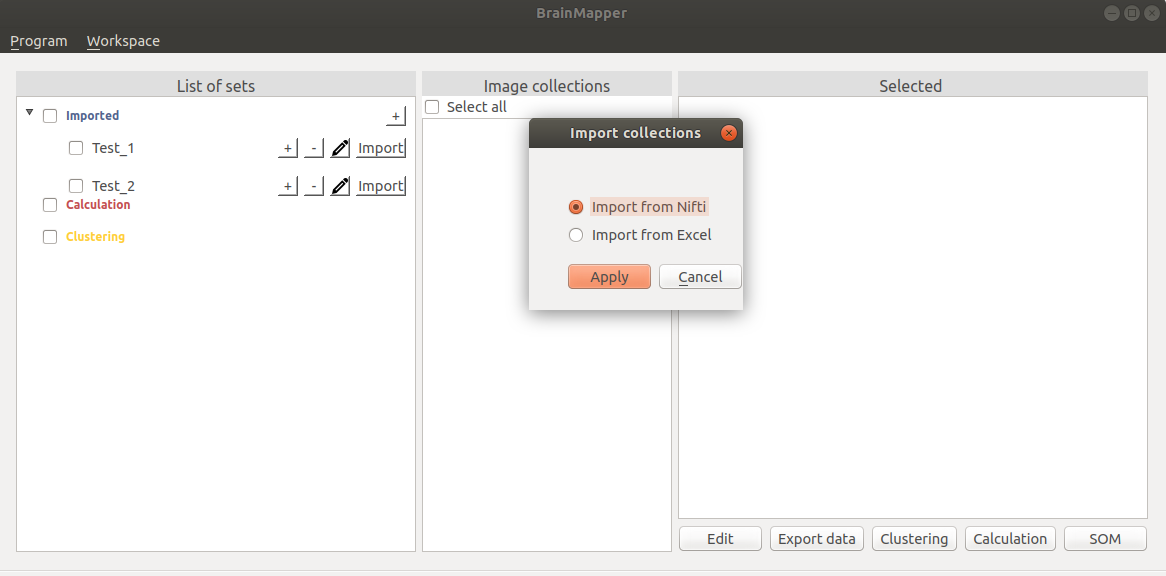 BrainMapper
Program Workspace
List of sets
Image collections
Selected
Select all
Imported +
Test_1 + - Import
Test_2 + - Import
Calculation
Clustering
Import collections
Import from Nifti
Import from Excel
Apply Cancel
Edit Export data Clustering Calculation SOM